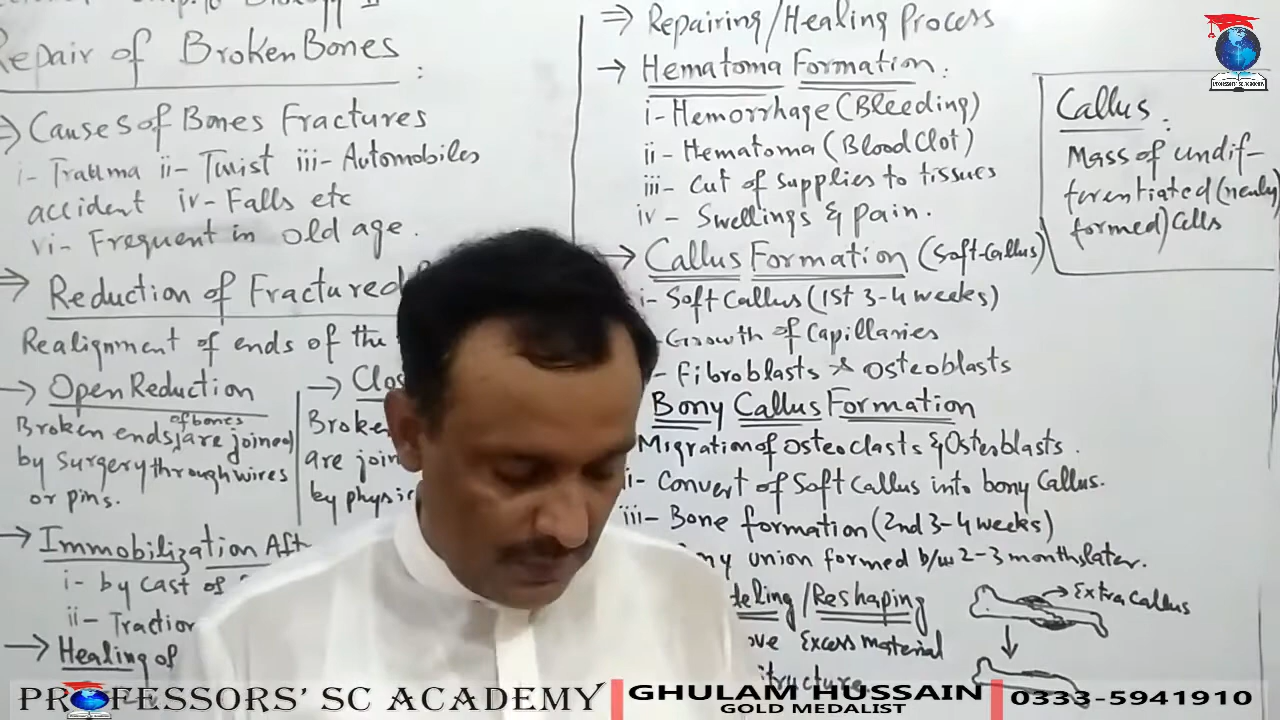 Repair of Broken Bones :
⇒ Causes of Bones Fractures
i- Trauma ii- Twist iii- Automobiles
accident iv- Falls etc
vi- Frequent in old age.
⇒ Reduction of Fractured
Realignment of ends of the
→ Open Reduction
Broken ends of bones are joined
by Surgery through wires
or pins.
→ Clos
Broke
are join
by physic
→ Immobilization Aft
i- by Cast of
ii- Traction
→ Healing of
⇒ Repairing/Healing Process
→ Hematoma Formation:
i- Hemorrhage (Bleeding)
ii- Hematoma (Blood Clot)
iii- Cut of supplies to tissues
iv- Swellings & pain.
→ Callus Formation (Soft-Callus)
i- Soft Callus (1st 3-4 weeks)
- Growth of Capillaries
- Fibroblasts & Osteoblasts
Bony Callus Formation
Migration of Osteoclasts & Osteoblasts.
i- Convert of Soft Callus into bony Callus.
iii- Bone formation (2nd 3-4 weeks)
ny union formed b/w 2-3 months later.
deling/Reshaping
ove Excess material
Callus:
Mass of undif-
ferentiated (newly
formed) Cells
→ Extra Callus
PROFESSORS' SC ACADEMY
PROFESSORS' SC ACADEMY
GHULAM HUSSAIN
GOLD MEDALIST
0333-5941910